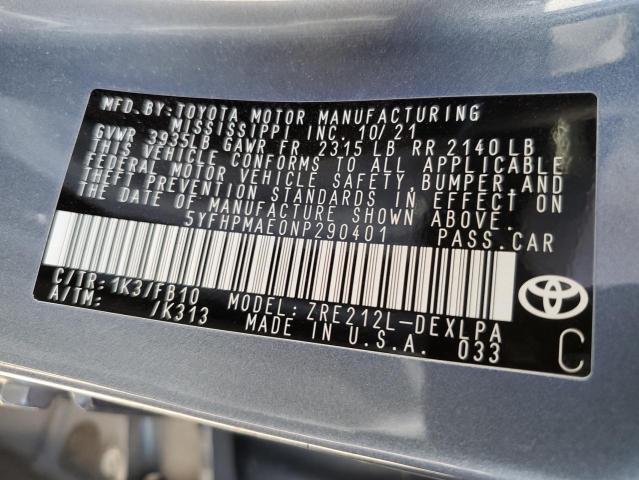 MFD. BY: TOYOTA MOTOR MANUFACTURING
MISSISSIPPI INC. 10/21
GVWR 3935LB GAWR FR 2315 LB RR 2140 LB
THIS VEHICLE CONFORMS TO ALL APPLICABLE
FEDERAL MOTOR VEHICLE SAFETY, BUMPER, AND
THEFT PREVENTION STANDARDS IN EFFECT ON
THE DATE OF MANUFACTURE SHOWN ABOVE.
5YFHPMAE0NP290401 PASS. CAR
C/TR: 1K3/FB10 MODEL: ZRE212L-DEXLPA
A/TM: /K313 MADE IN U.S.A. 033
C